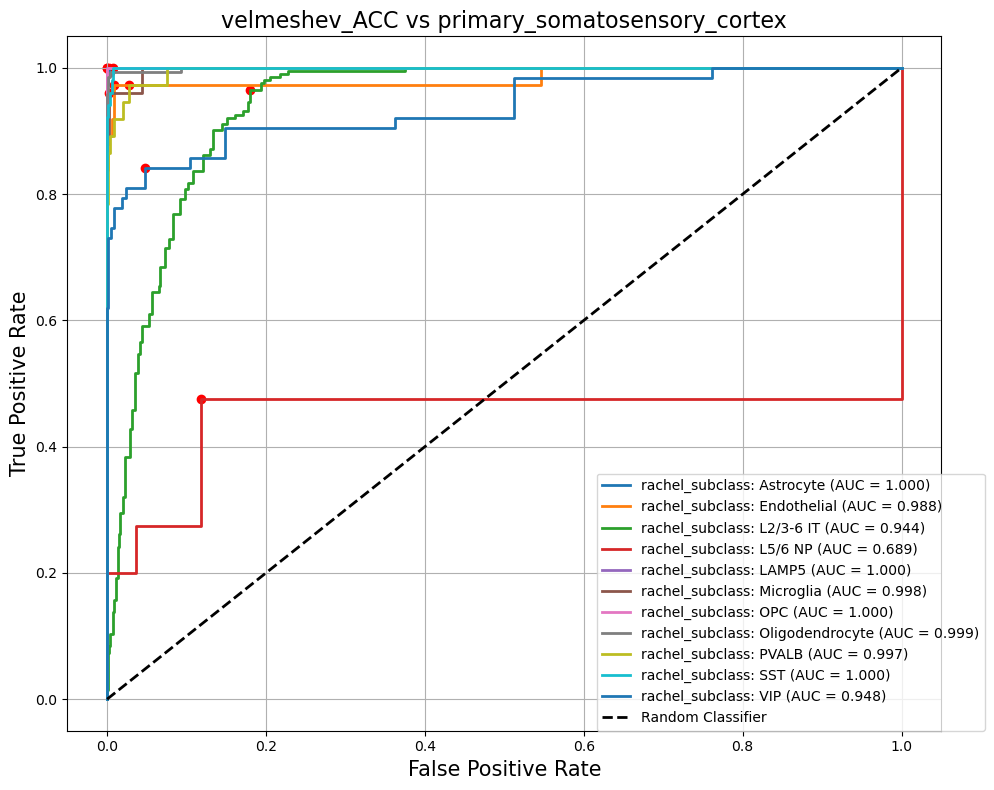 velmeshev_ACC vs primary_somatosensory_cortex
True Positive Rate
1.0
0.8
0.6
0.4
0.2
0.0
rachel_subclass: Astrocyte (AUC = 1.000)
rachel_subclass: Endothelial (AUC = 0.988)
rachel_subclass: L2/3-6 IT (AUC = 0.944)
rachel_subclass: L5/6 NP (AUC = 0.689)
rachel_subclass: LAMP5 (AUC = 1.000)
rachel_subclass: Microglia (AUC = 0.998)
rachel_subclass: OPC (AUC = 1.000)
rachel_subclass: Oligodendrocyte (AUC = 0.999)
rachel_subclass: PVALB (AUC = 0.997)
rachel_subclass: SST (AUC = 1.000)
rachel_subclass: VIP (AUC = 0.948)
Random Classifier
0.0 0.2 0.4 0.6 0.8 1.0
False Positive Rate